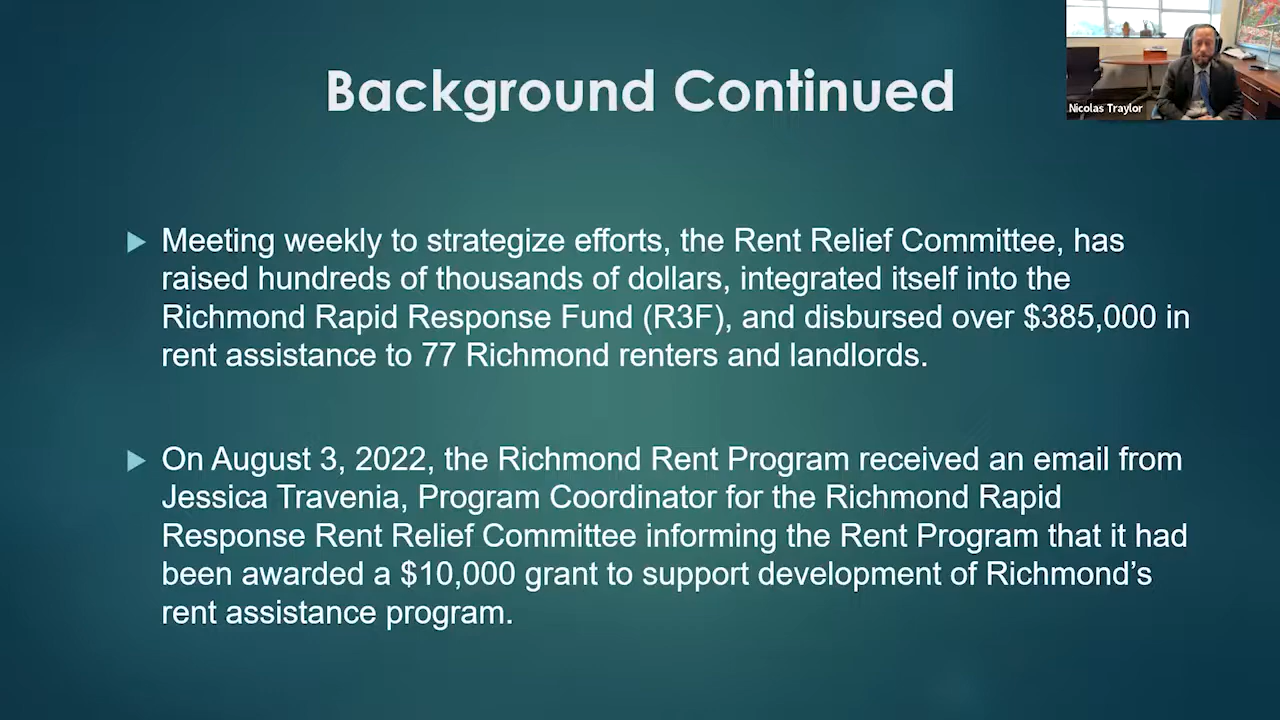 Background Continued
Nicolas Traylor
Meeting weekly to strategize efforts, the Rent Relief Committee, has
raised hundreds of thousands of dollars, integrated itself into the
Richmond Rapid Response Fund (R3F), and disbursed over $385,000 in
rent assistance to 77 Richmond renters and landlords.
On August 3, 2022, the Richmond Rent Program received an email from
Jessica Travenia, Program Coordinator for the Richmond Rapid
Response Rent Relief Committee informing the Rent Program that it had
been awarded a $10,000 grant to support development of Richmond’s
rent assistance program.